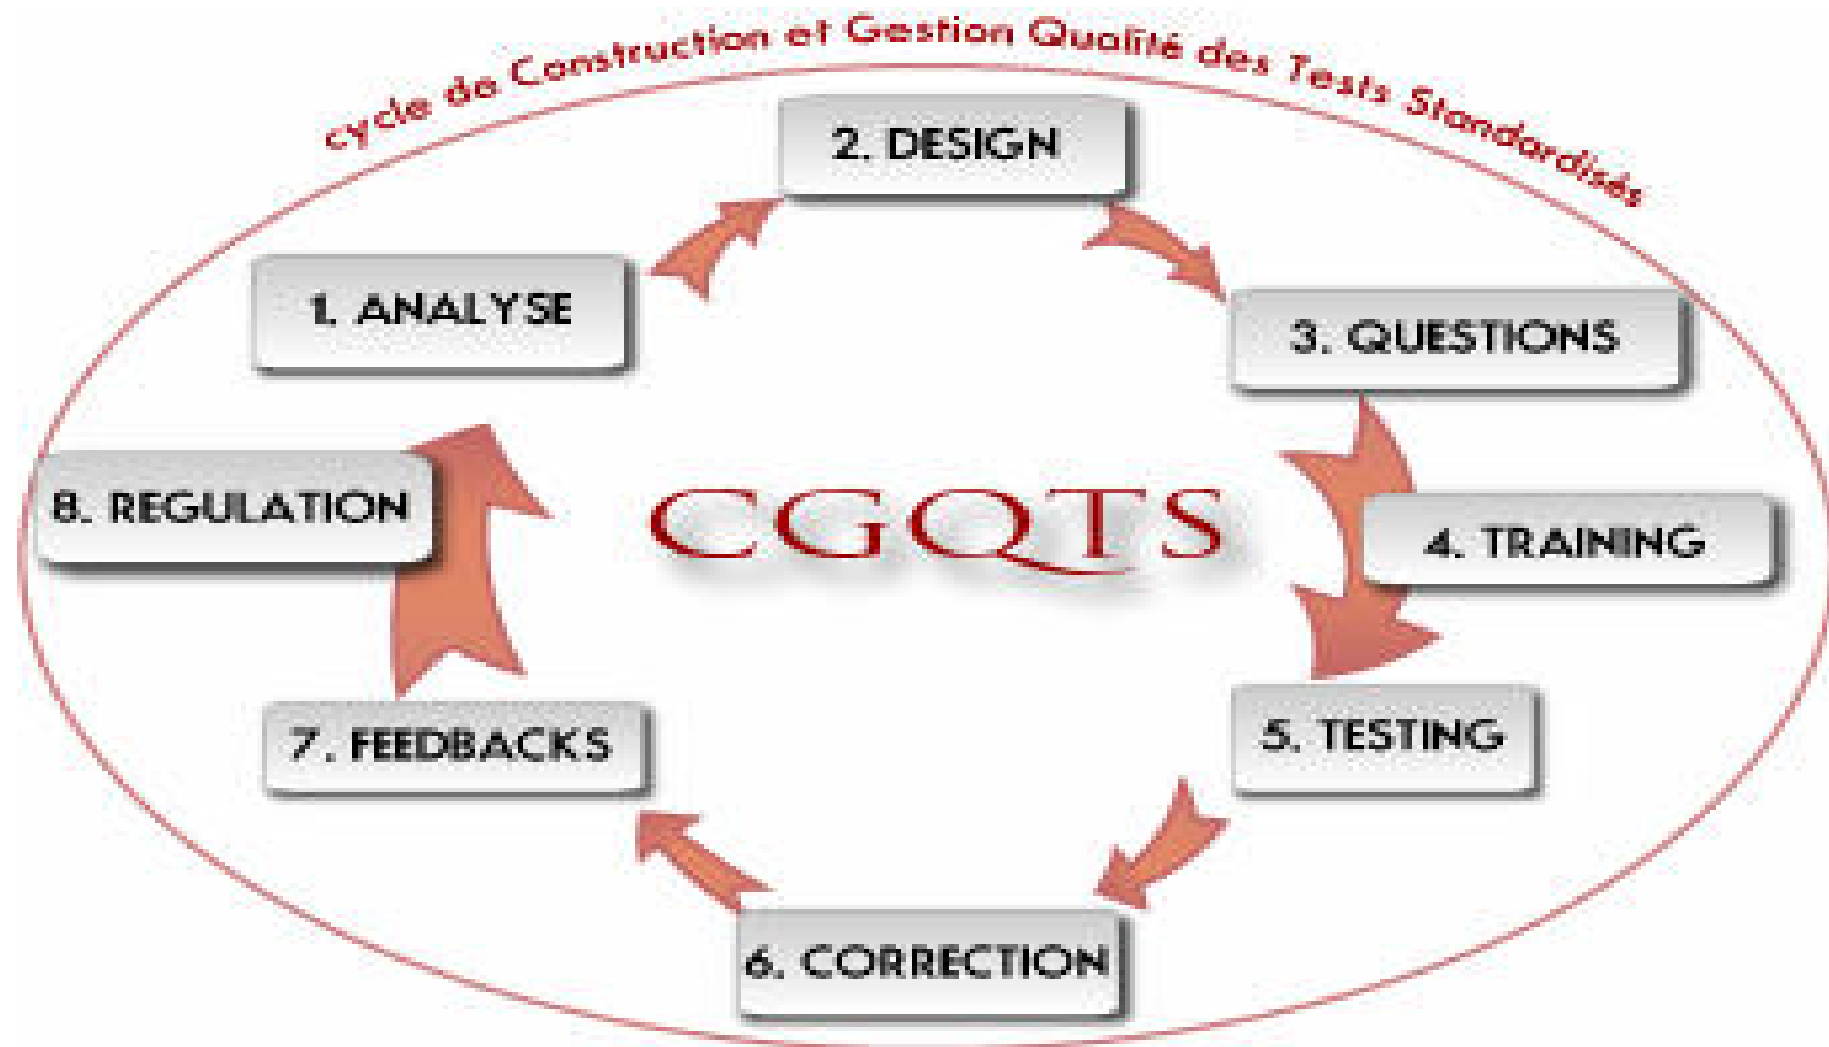 cycle de Construction et Gestion Qualité des Tests Standardisés
2. DESIGN
1. ANALYSE
3. QUESTIONS
8. REGULATION
CGQTS
4. TRAINING
7. FEEDBACKS
5. TESTING
6. CORRECTION